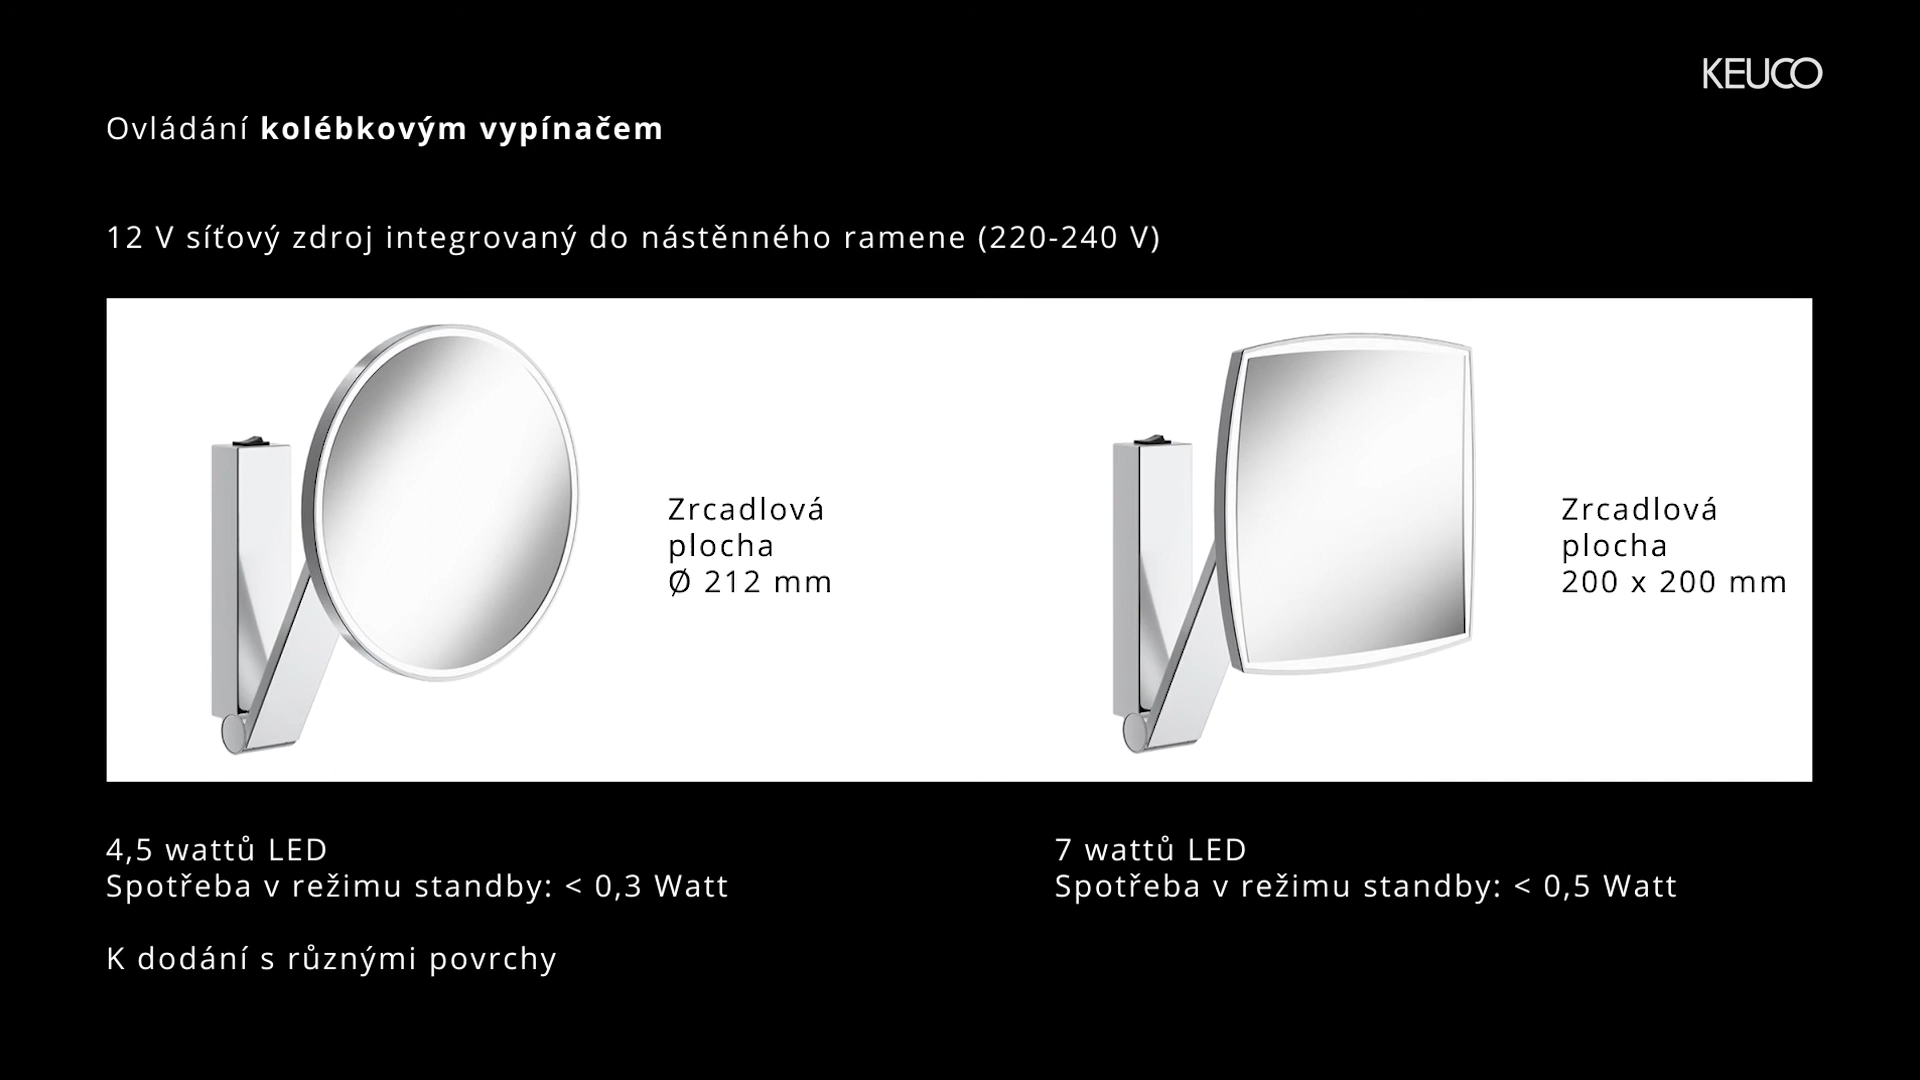 KEUCO
Ovládání kolébkovým vypínačem
12 V síťový zdroj integrovaný do nástěnného ramene (220-240 V)
Zrcadlová
plocha
Ø 212 mm
Zrcadlová
plocha
200 x 200 mm
4,5 wattů LED
Spotřeba v režimu standby: < 0,3 Watt
K dodání s různými povrchy
7 wattů LED
Spotřeba v režimu standby: < 0,5 Watt